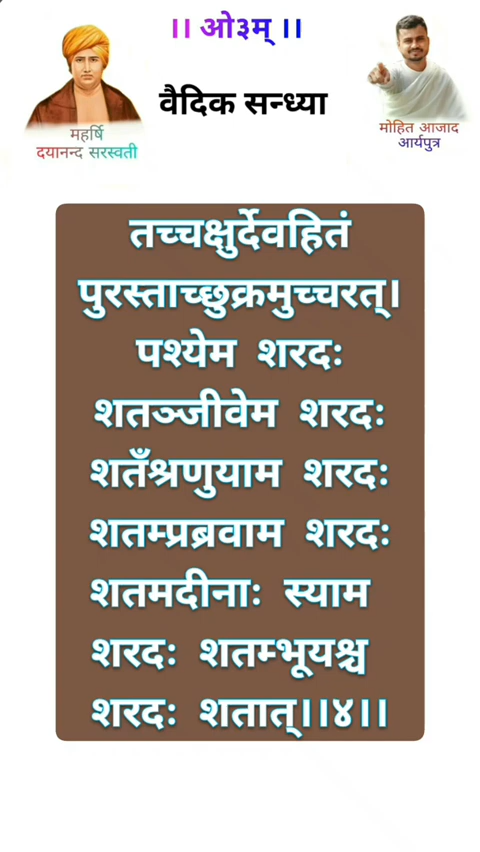 ।। ओ३म् ।।
वैदिक सन्ध्या
महर्षि
दयानन्द सरस्वती
मोहित आजाद
आर्यपुत्र
तच्चक्षुर्देवहितं
पुरस्ताच्छुक्रमुच्चरत्।
पश्येम शरदः
शतञ्जीवेम शरदः
शतँश्रणुयाम शरदः
शतम्प्रब्रवाम शरदः
शतमदीनाः स्याम
शरदः शतम्भूयश्च
शरदः शतात्।।४।।